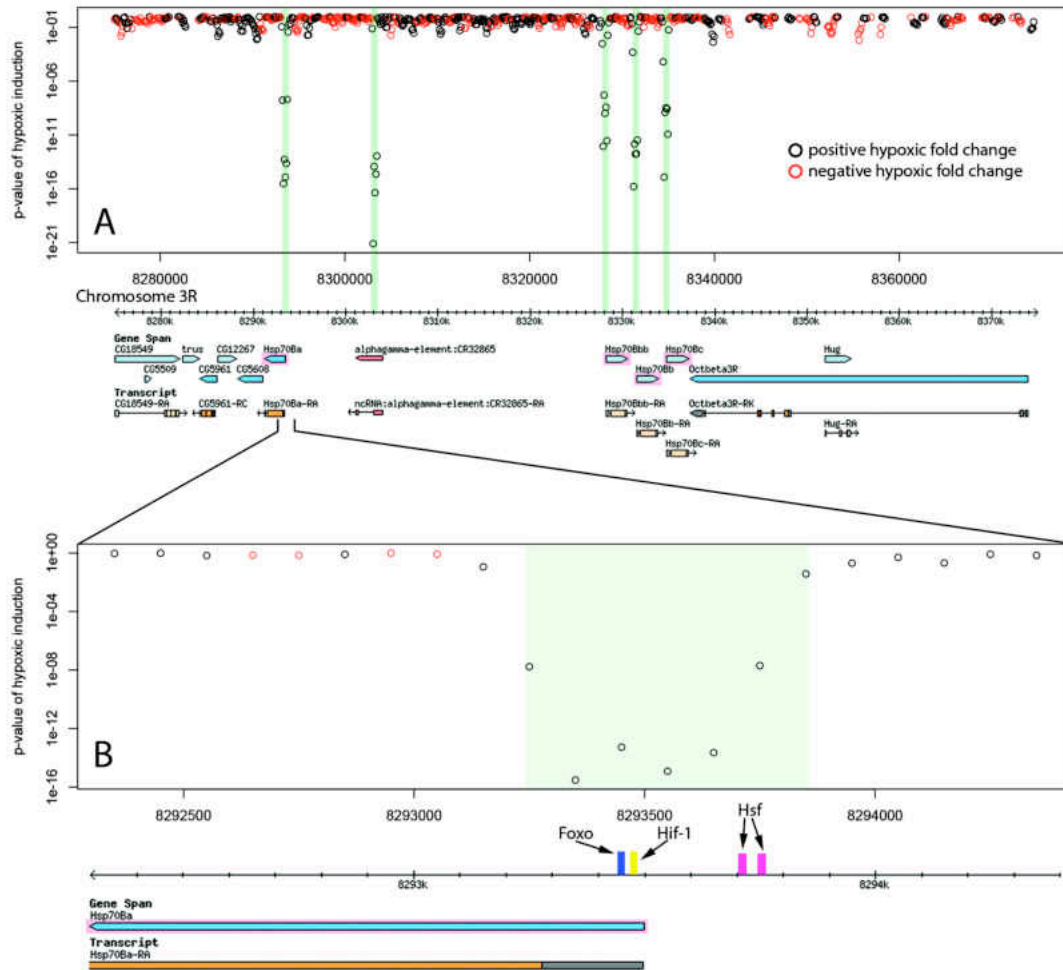 p-value of hypoxic induction
1e-01
1e-06
1e-11
1e-16
1e-21
A
positive hypoxic fold change
negative hypoxic fold change
8280000 8300000 8320000 8340000 8360000
Chromosome 3R
8280k 8290k 8300k 8310k 8320k 8330k 8340k 8350k 8360k 8370k
Gene Span
CG18549 trus CG12267 Hsp70Ba alphagamma-element:CR32865 Hsp70Bbb Hsp70Bc Hug
CG5509 CG5961 CG5608 Hsp70Bb Octbeta3R
Transcript
CG18549-RA CG5961-RC Hsp70Ba-RA ncRNA:alphagamma-element:CR32865-RA Hsp70Bbb-RA Octbeta3R-RK Hug-RA
Hsp70Bb-RA
Hsp70Bc-RA
p-value of hypoxic induction
1e+00
1e-04
1e-08
1e-12
1e-16
B
8292500 8293000 8293500 8294000
Foxo Hif-1 Hsf
8293k 8294k
Gene Span
Hsp70Ba
Transcript
Hsp70Ba-RA